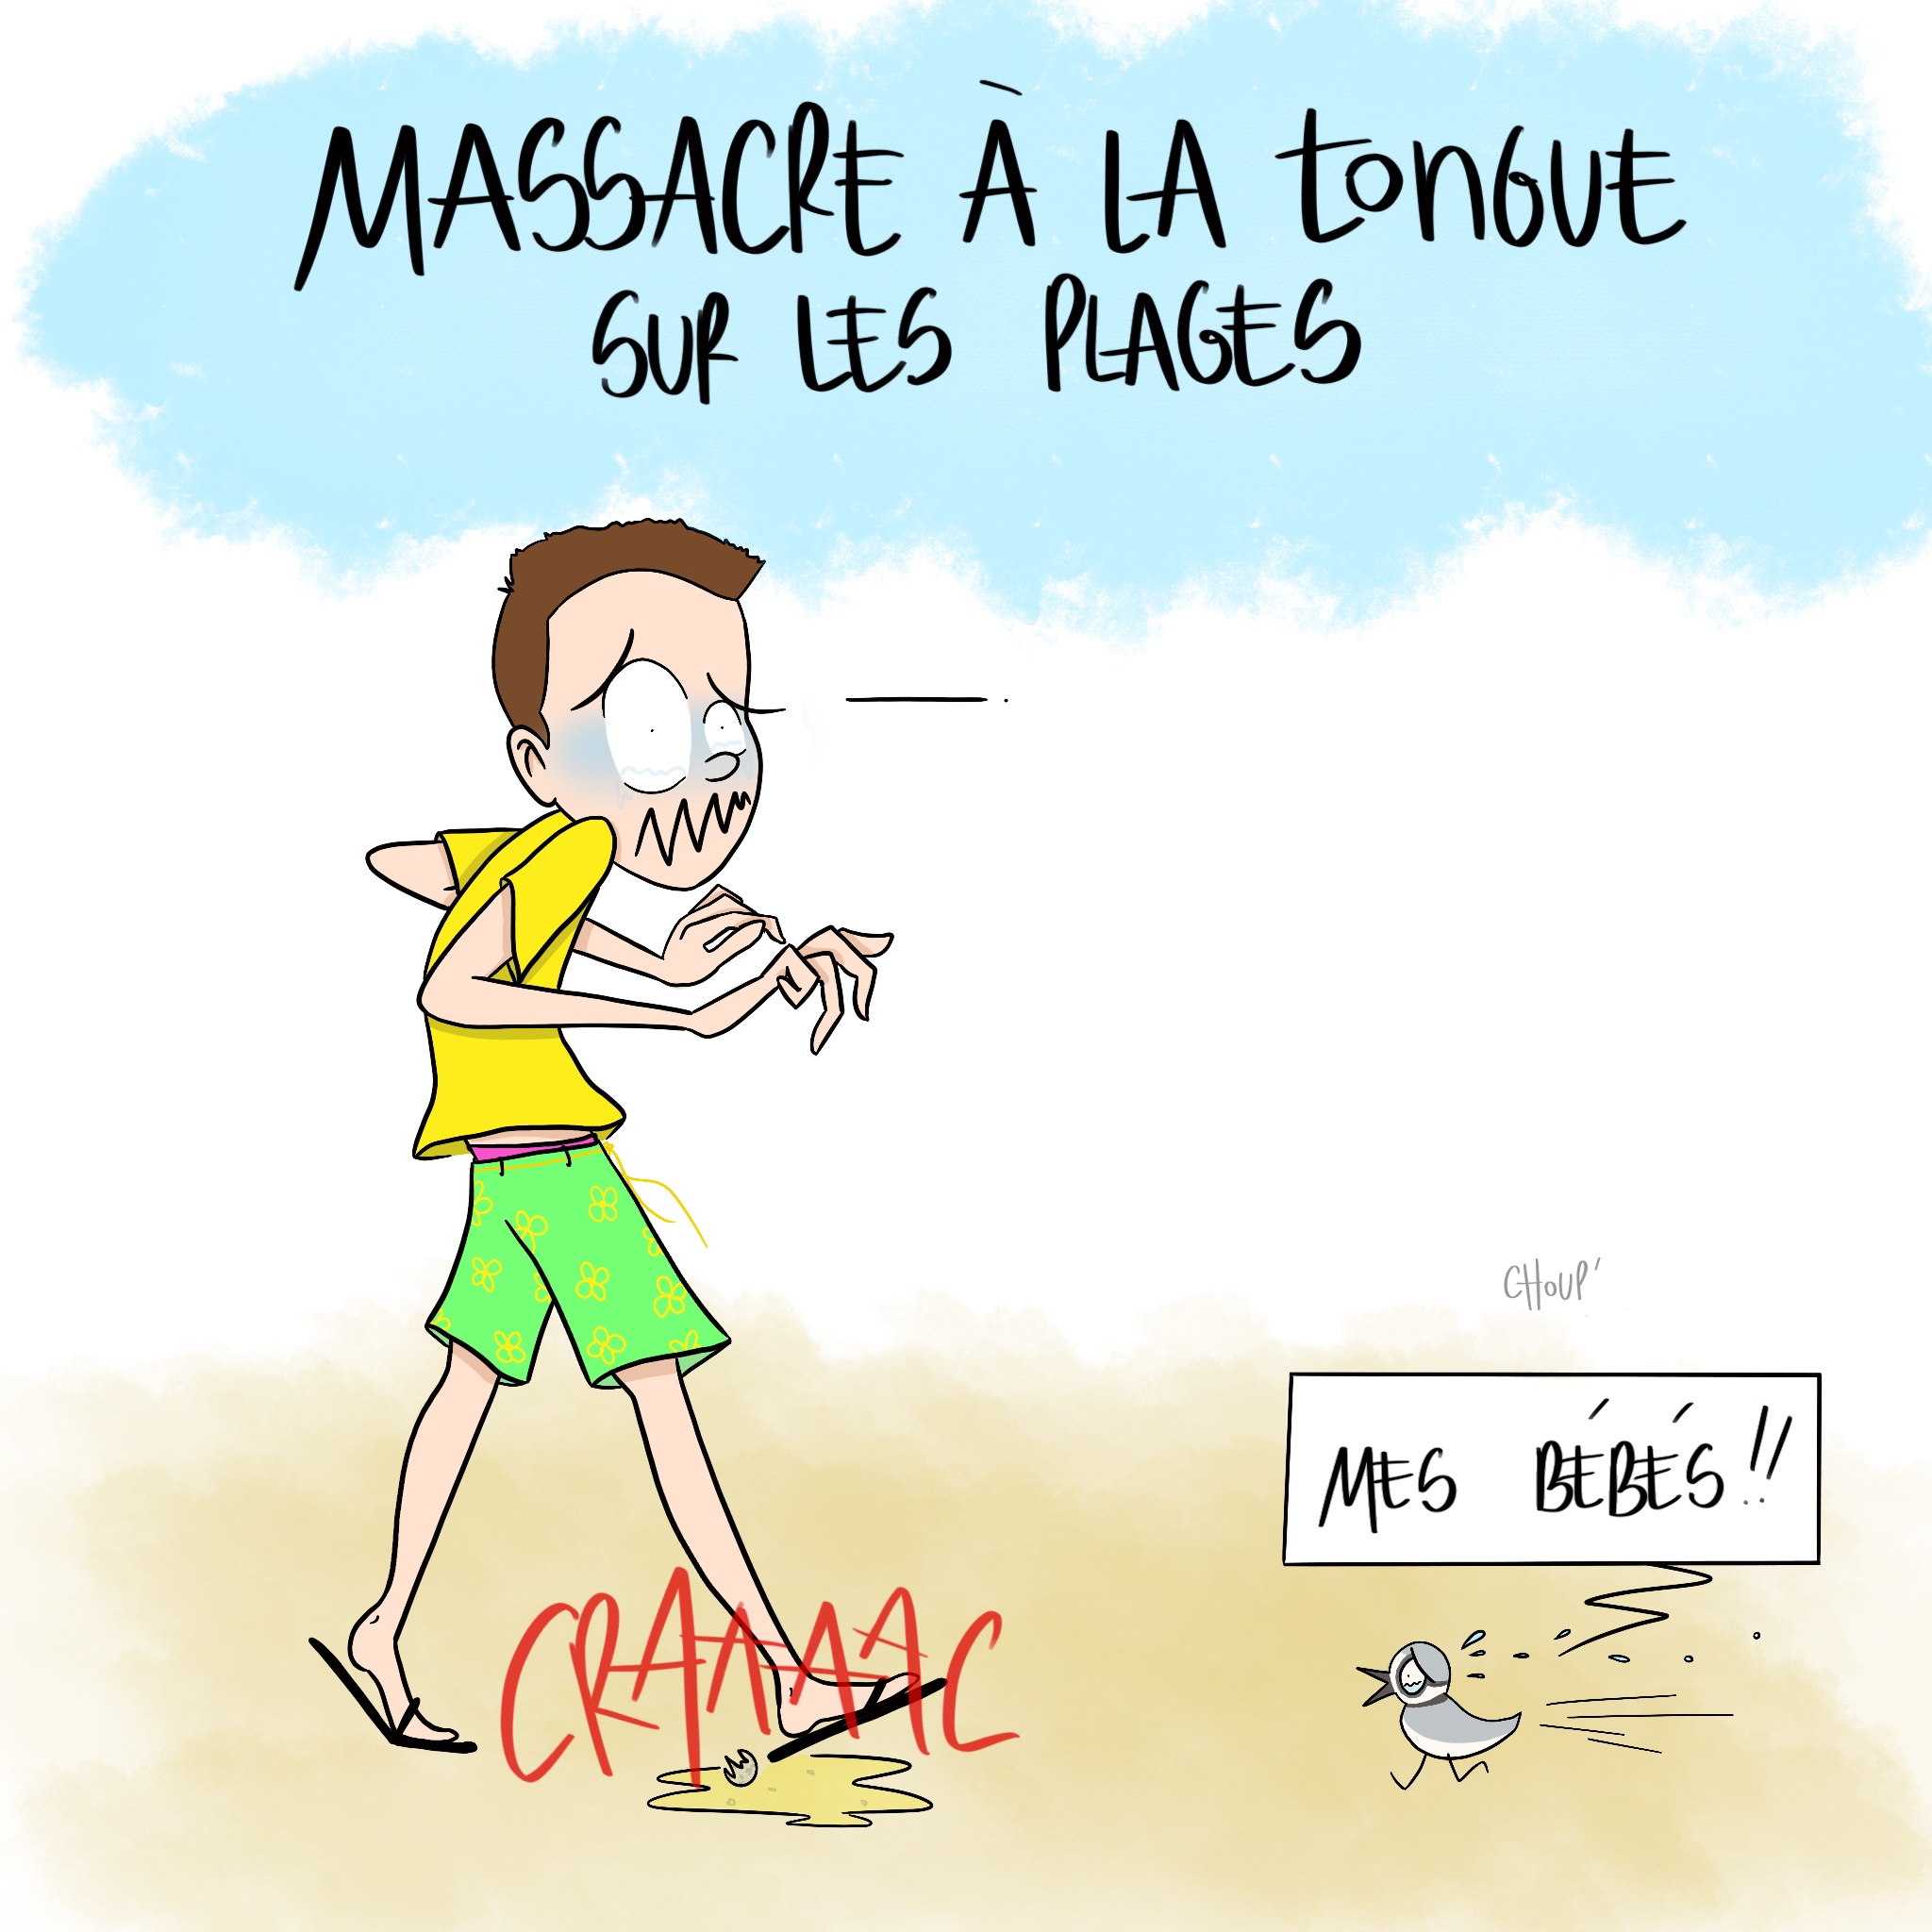 MASSACRE À LA TONGUE
SUR LES PLAGES
CHOUP'
MES BÉBÉS !!
CRAAAAC